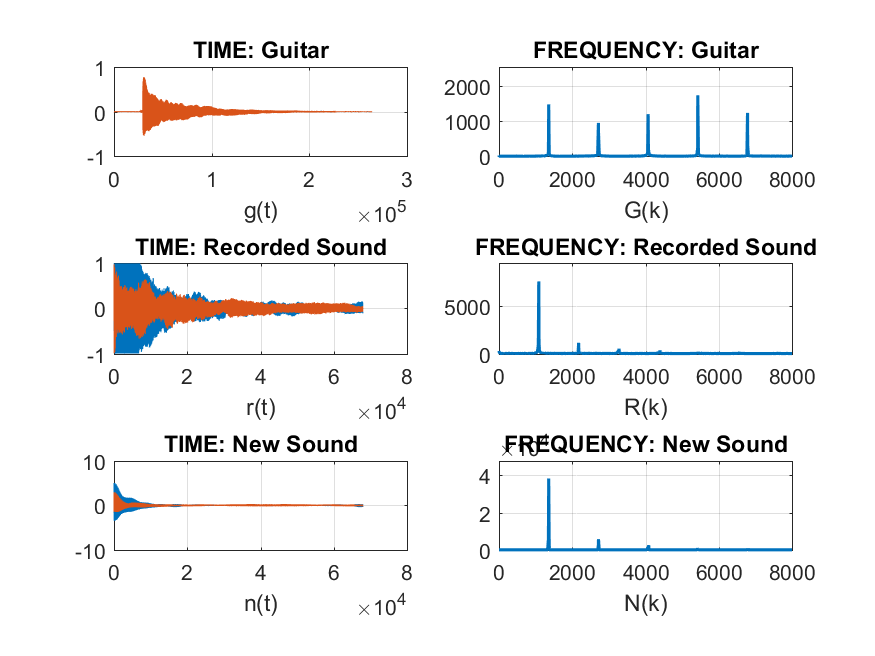 TIME: Guitar
1
0
-1
0 1 2 3
×10^5
g(t)
FREQUENCY: Guitar
2000
1000
0
0 2000 4000 6000 8000
G(k)
TIME: Recorded Sound
1
0
-1
0 2 4 6 8
×10^4
r(t)
FREQUENCY: Recorded Sound
5000
0
0 2000 4000 6000 8000
R(k)
TIME: New Sound
10
0
-10
0 2 4 6 8
×10^4
n(t)
FREQUENCY: New Sound
×10^4
4
2
0
0 2000 4000 6000 8000
N(k)